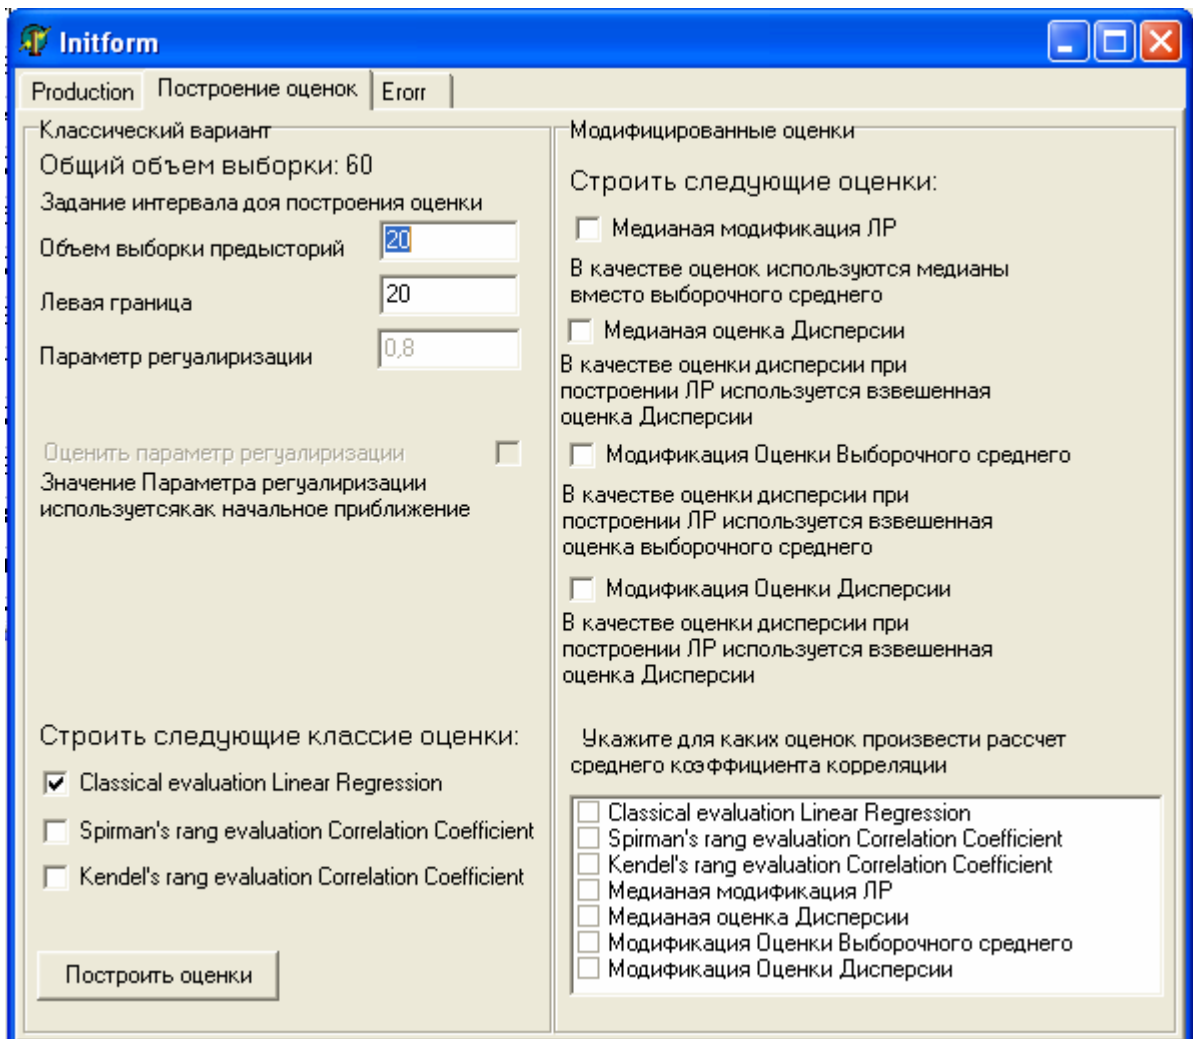 Initform
Production
Построение оценок
Erorr
Классический вариант
Общий объем выборки: 60
Задание интервала доя построения оценки
Объем выборки предысторий
20
Левая граница
20
Параметр регуалиризации
0,8
Оценить параметр регуалиризации
Значение Параметра регуалиризации
используетсякак начальное приближение
Строить следующие классие оценки:
Classical evaluation Linear Regression
Spirman's rang evaluation Correlation Coefficient
Kendel's rang evaluation Correlation Coefficient
Построить оценки
Модифицированные оценки
Строить следующие оценки:
Медианая модификация ЛР
В качестве оценок используются медианы
вместо выборочного среднего
Медианая оценка Дисперсии
В качестве оценки дисперсии при
построении ЛР используется взвешенная
оценка Дисперсии
Модификация Оценки Выборочного среднего
В качестве оценки дисперсии при
построении ЛР используется взвешенная
оценка выборочного среднего
Модификация Оценки Дисперсии
В качестве оценки дисперсии при
построении ЛР используется взвешенная
оценка Дисперсии
Укажите для каких оценок произвести рассчет
среднего коэффициента корреляции
Classical evaluation Linear Regression
Spirman's rang evaluation Correlation Coefficient
Kendel's rang evaluation Correlation Coefficient
Медианая модификация ЛР
Медианая оценка Дисперсии
Модификация Оценки Выборочного среднего
Модификация Оценки Дисперсии